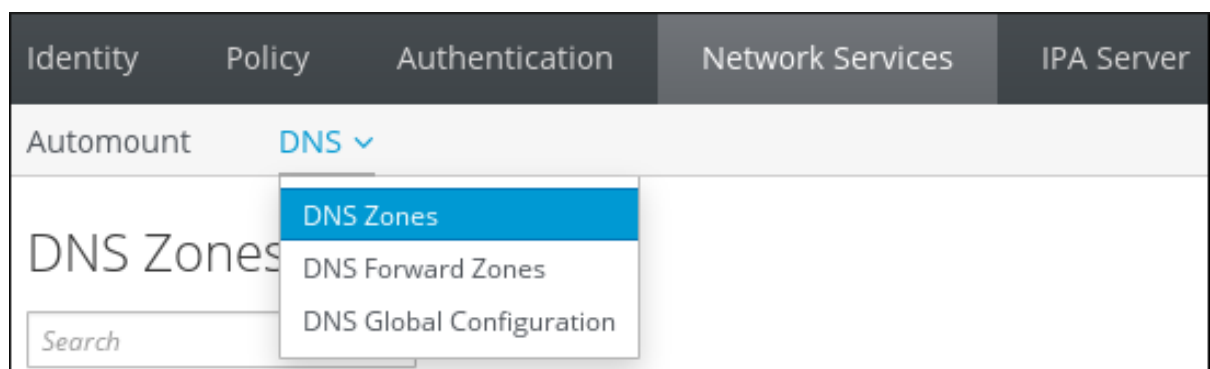 Identity Policy Authentication Network Services IPA Server
Automount DNS
DNS Zones
DNS Zones
DNS Forward Zones
DNS Global Configuration
Search